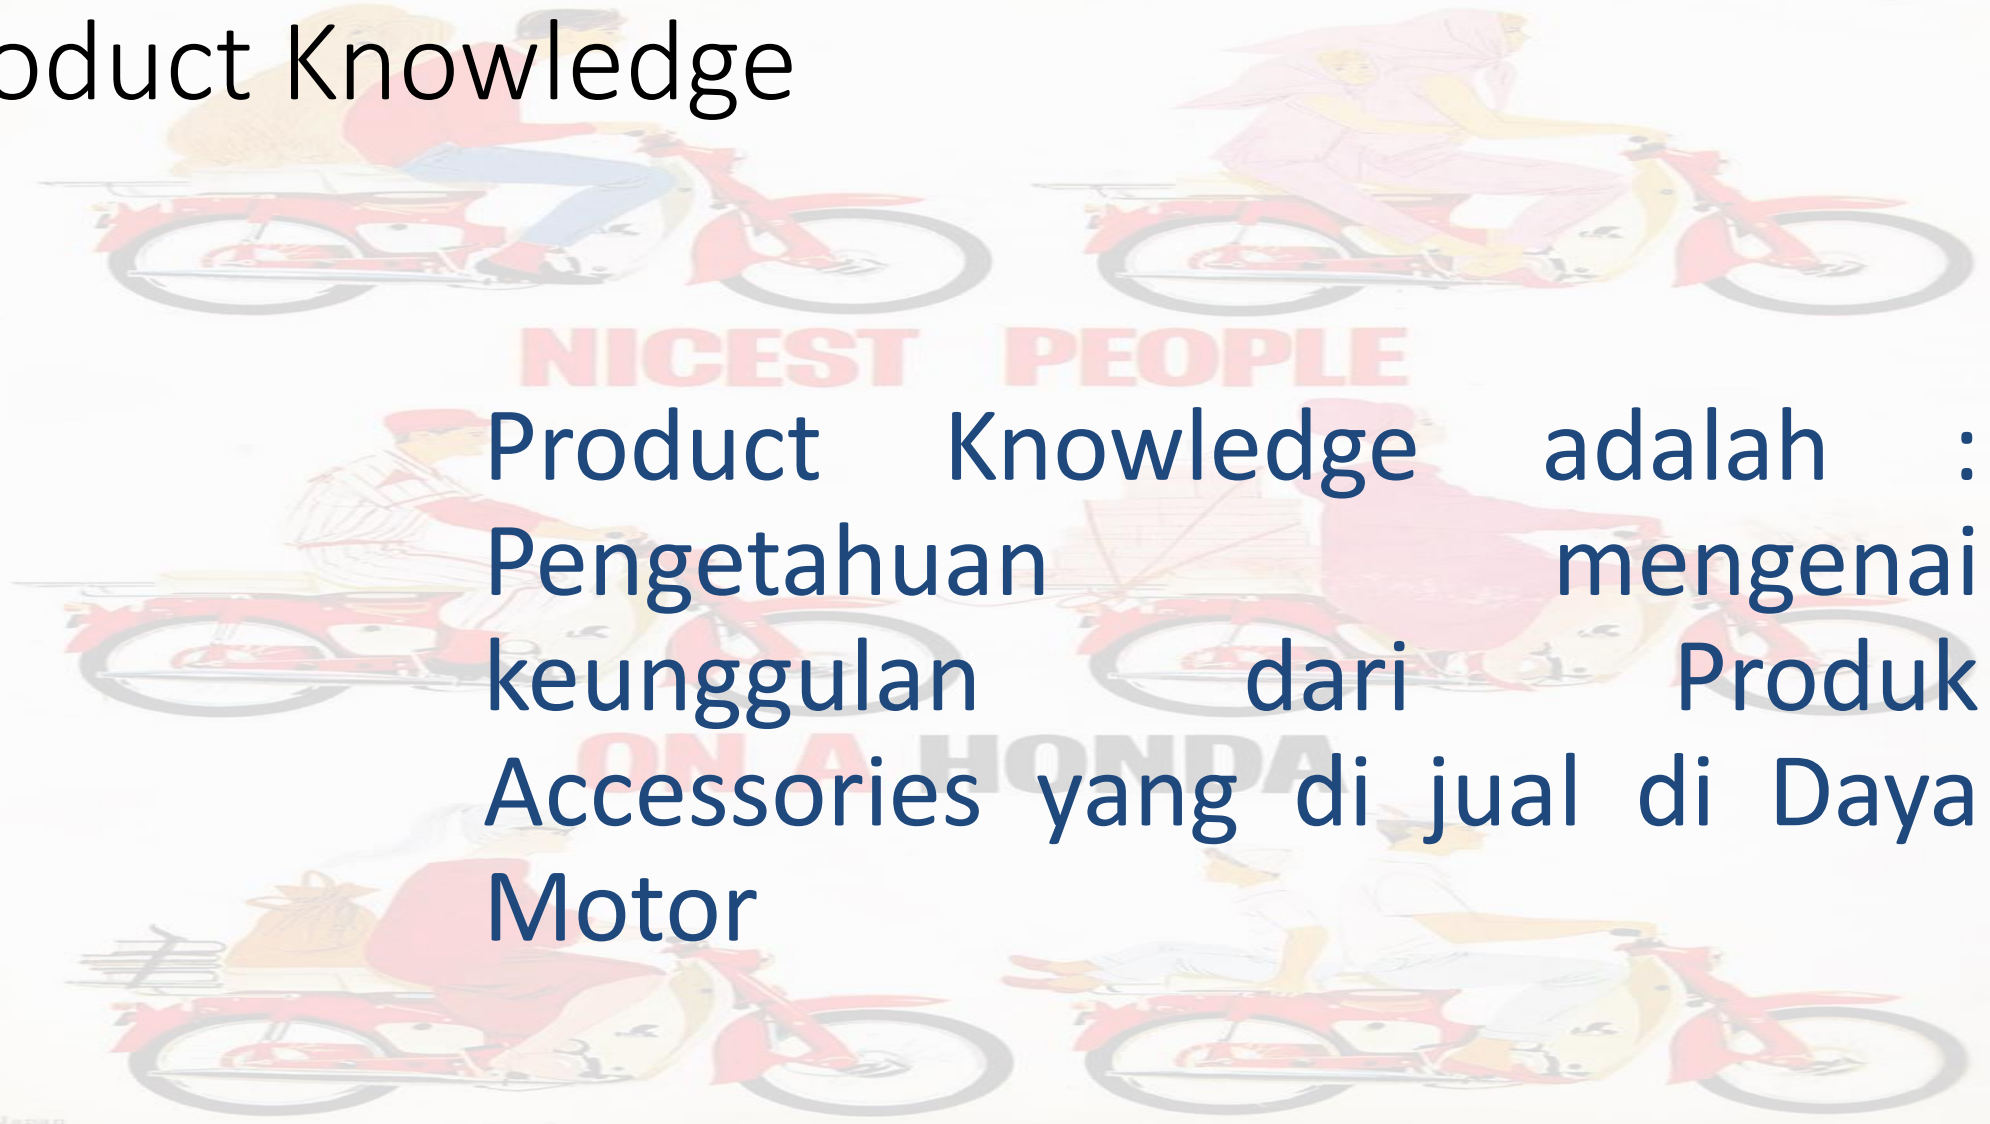 oduct Knowledge
NICEST PEOPLE
Product Knowledge adalah :
Pengetahuan mengenai
keunggulan dari Produk
ON A HONDA
Accessories yang di jual di Daya
Motor
Japan